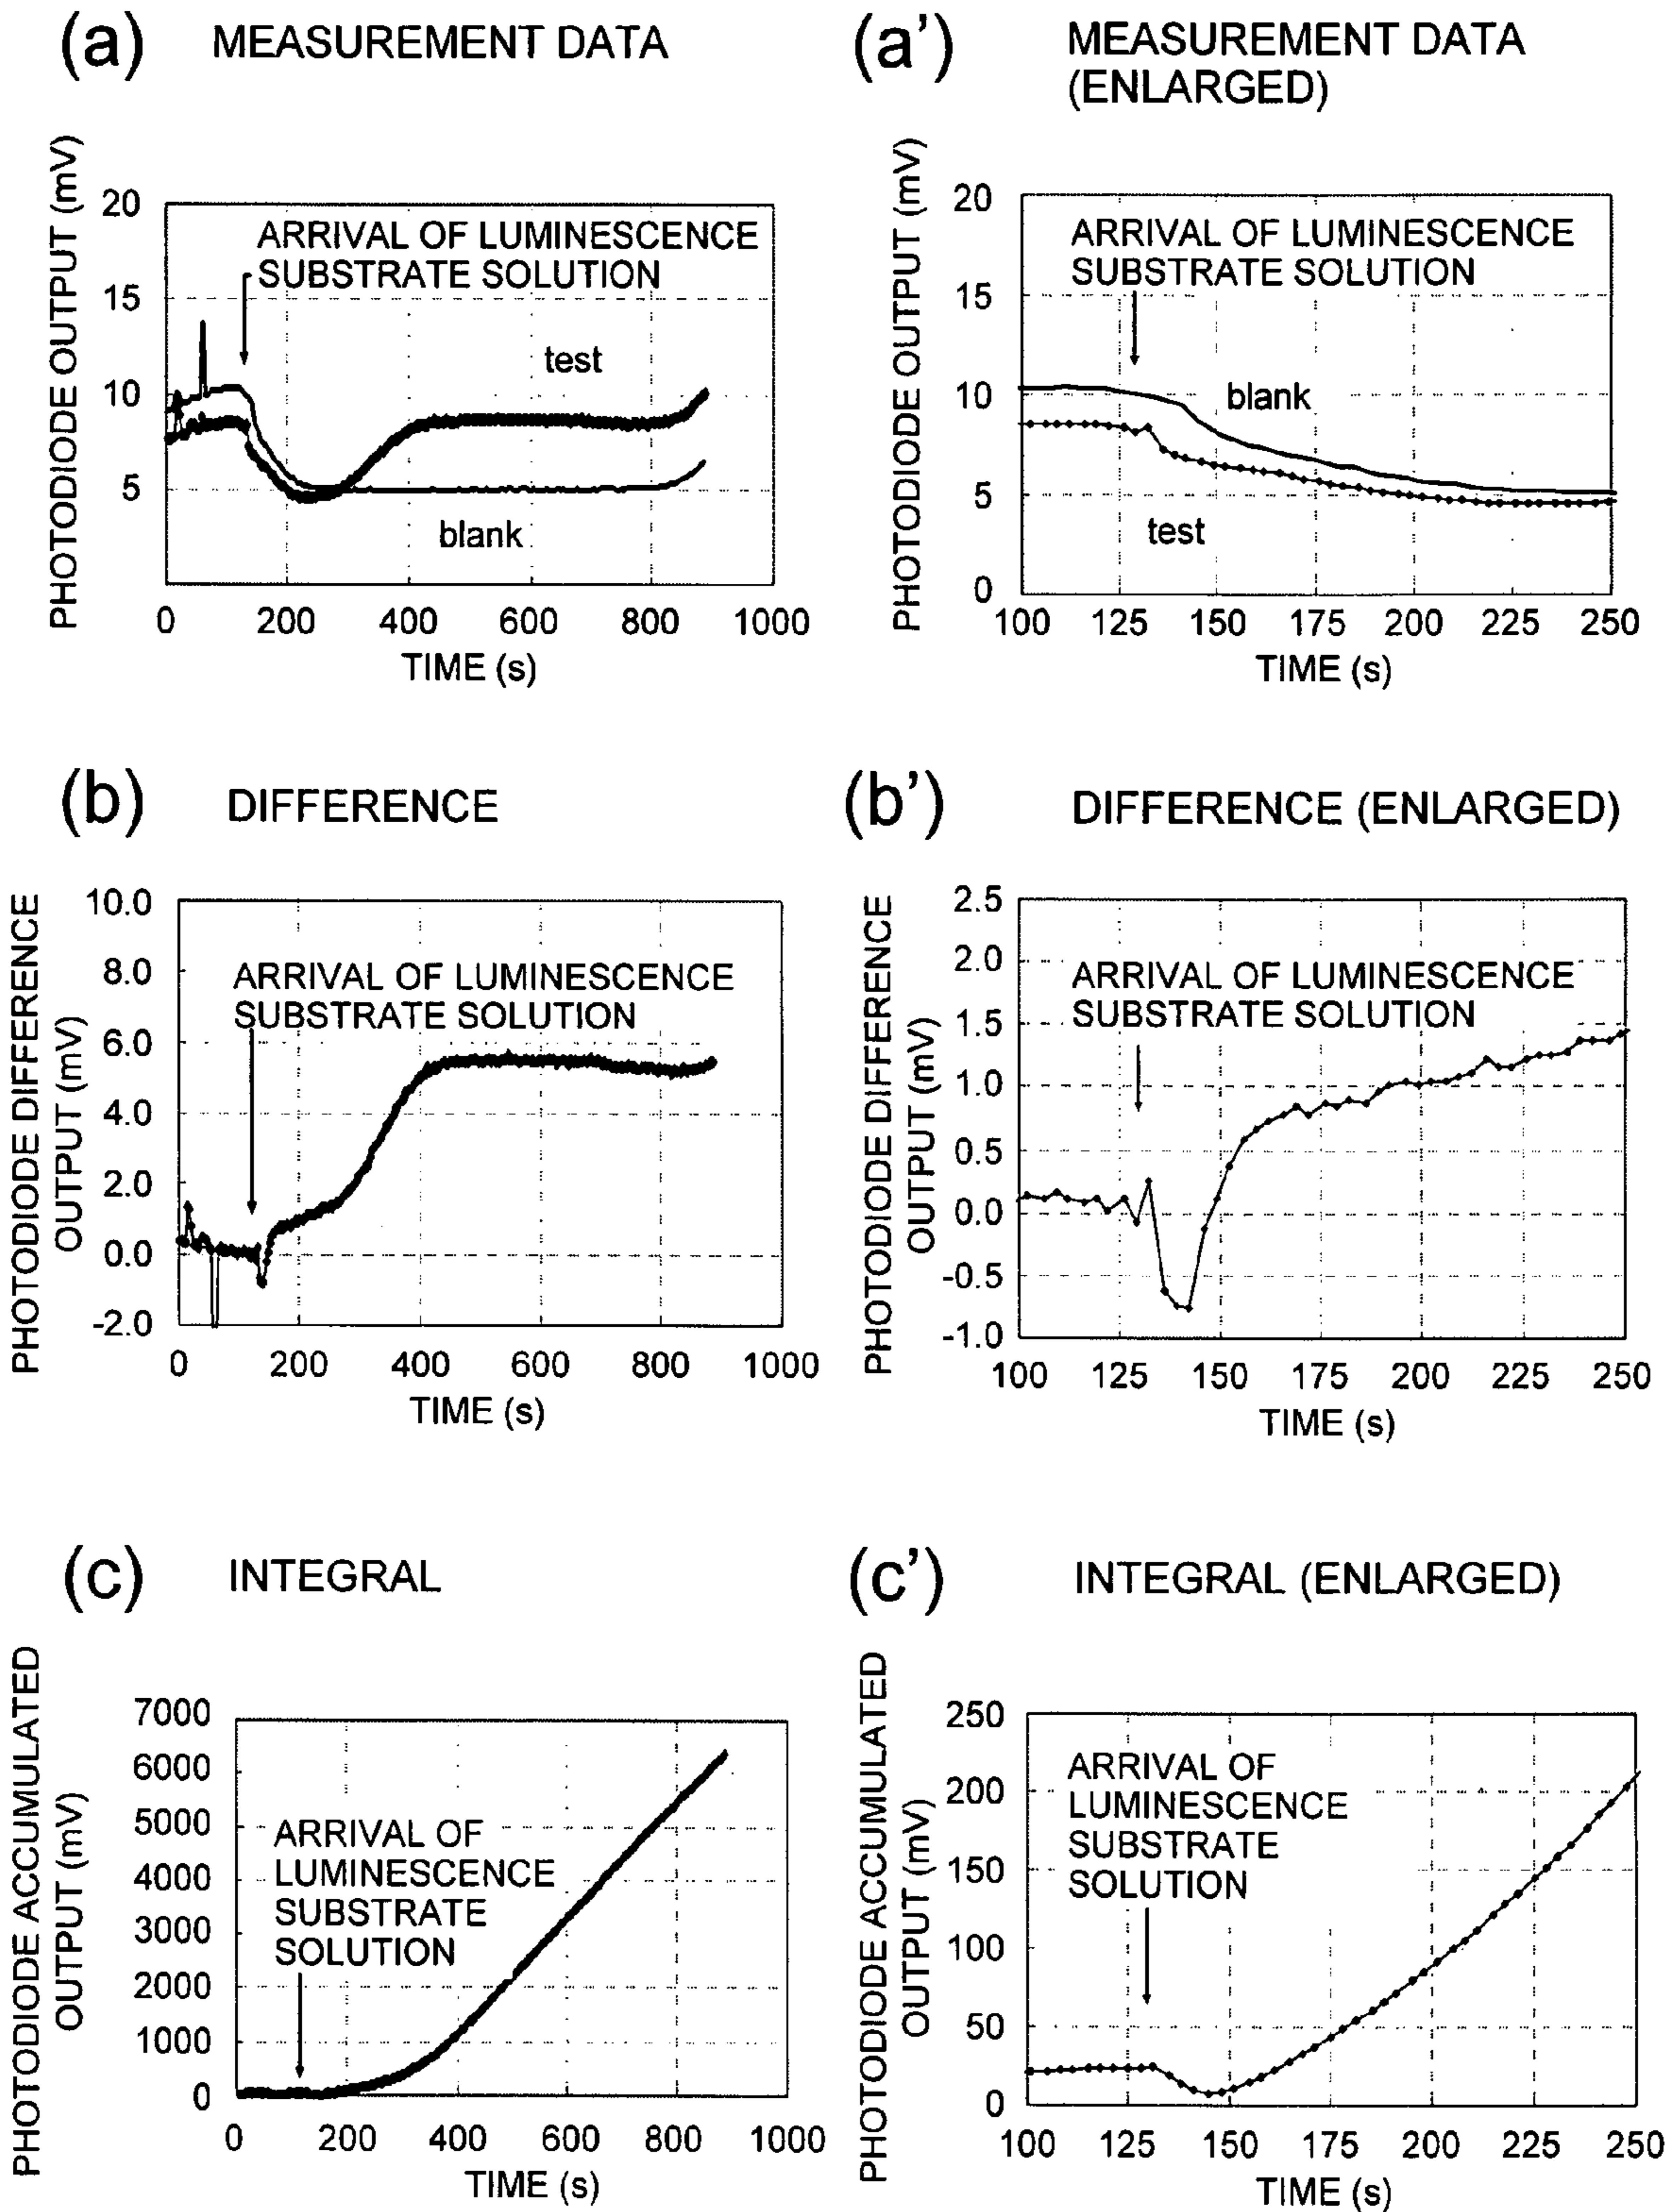 (a) MEASUREMENT DATA
PHOTODIODE OUTPUT (mV)
20
15
10
5
ARRIVAL OF LUMINESCENCE
SUBSTRATE SOLUTION
test
blank
0 200 400 600 800 1000
TIME (s)
(a') MEASUREMENT DATA
(ENLARGED)
PHOTODIODE OUTPUT (mV)
20
15
10
5
0
ARRIVAL OF LUMINESCENCE
SUBSTRATE SOLUTION
blank
test
100 125 150 175 200 225 250
TIME (s)
(b) DIFFERENCE
PHOTODIODE DIFFERENCE
OUTPUT (mV)
10.0
8.0
6.0
4.0
2.0
0.0
-2.0
ARRIVAL OF LUMINESCENCE
SUBSTRATE SOLUTION
0 200 400 600 800 1000
TIME (s)
(b') DIFFERENCE (ENLARGED)
PHOTODIODE DIFFERENCE
OUTPUT (mV)
2.5
2.0
1.5
1.0
0.5
0.0
-0.5
-1.0
ARRIVAL OF LUMINESCENCE
SUBSTRATE SOLUTION
100 125 150 175 200 225 250
TIME (s)
(c) INTEGRAL
PHOTODIODE ACCUMULATED
OUTPUT (mV)
7000
6000
5000
4000
3000
2000
1000
0
ARRIVAL OF
LUMINESCENCE
SUBSTRATE
SOLUTION
0 200 400 600 800 1000
TIME (s)
(c') INTEGRAL (ENLARGED)
PHOTODIODE ACCUMULATED
OUTPUT (mV)
250
200
150
100
50
0
ARRIVAL OF
LUMINESCENCE
SUBSTRATE
SOLUTION
100 125 150 175 200 225 250
TIME (s)